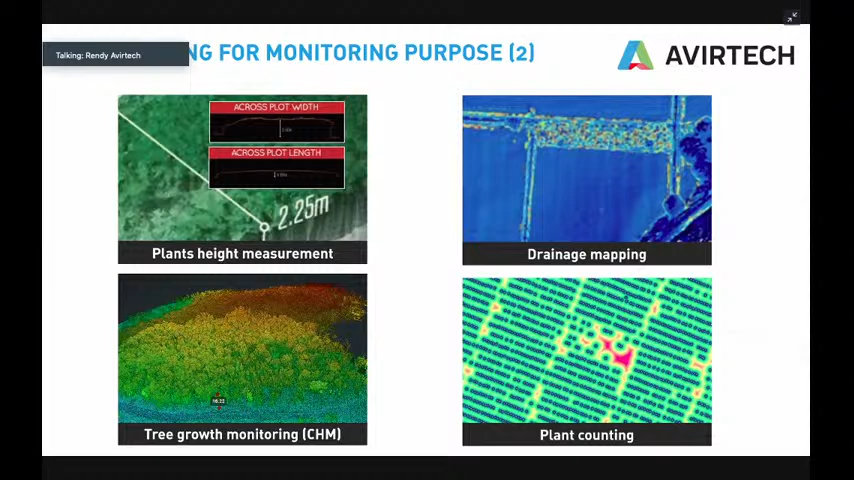 Talking: Rendy Avirtech
NG FOR MONITORING PURPOSE (2)
AVIRTECH
ACROSS PLOT WIDTH
ACROSS PLOT LENGTH
2.25m
Plants height measurement
Drainage mapping
Tree growth monitoring (CHM)
Plant counting